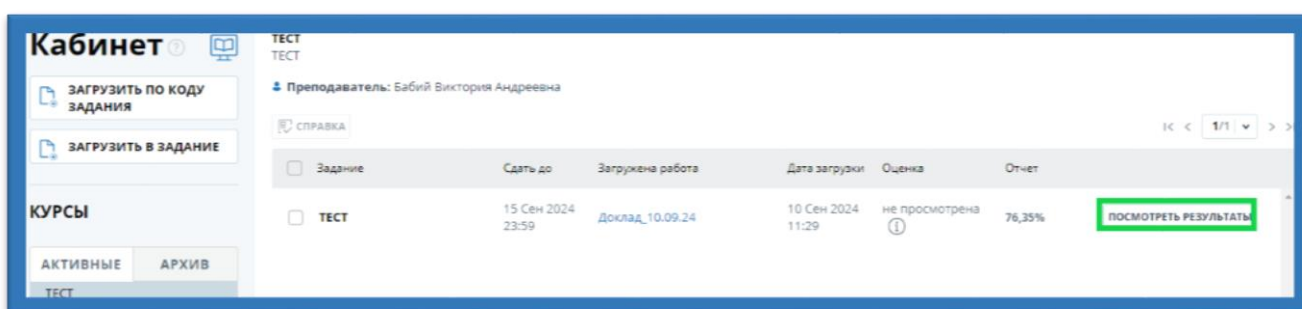 Кабинет
ЗАГРУЗИТЬ ПО КОДУ
ЗАДАНИЯ
ЗАГРУЗИТЬ В ЗАДАНИЕ
КУРСЫ
АКТИВНЫЕ АРХИВ
ТЕСТ
ТЕСТ
ТЕСТ
Преподаватель: Бабий Виктория Андреевна
СПРАВКА
1/1
Задание Сдать до Загружена работа Дата загрузки Оценка Отчет
ТЕСТ 15 Сен 2024 Доклад_10.09.24 10 Сен 2024 не просмотрена 76,35% ПОСМОТРЕТЬ РЕЗУЛЬТАТЫ
23:59 11:29